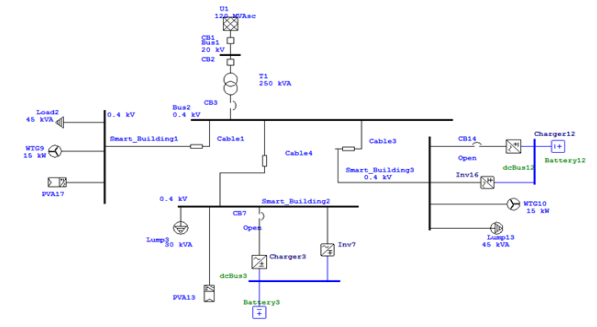 U1
120 MVAsc
CB1
Bus1
20 kV
CB2
T1
250 kVA
CB3
Bus2
0.4 kV
Load2
45 kVA
0.4 kV
Smart_Building1
Cable1
Cable4
Cable3
WTG9
15 kW
PVA17
Smart_Building3
0.4 kV
CB14
Open
Charger12
dcBus12
Battery12
Inv16
WTG10
15 kW
Lump13
45 kVA
0.4 kV
Smart_Building2
CB7
Open
Lump3
80 kVA
Charger3
Inv7
dcBus3
PVA13
Battery3